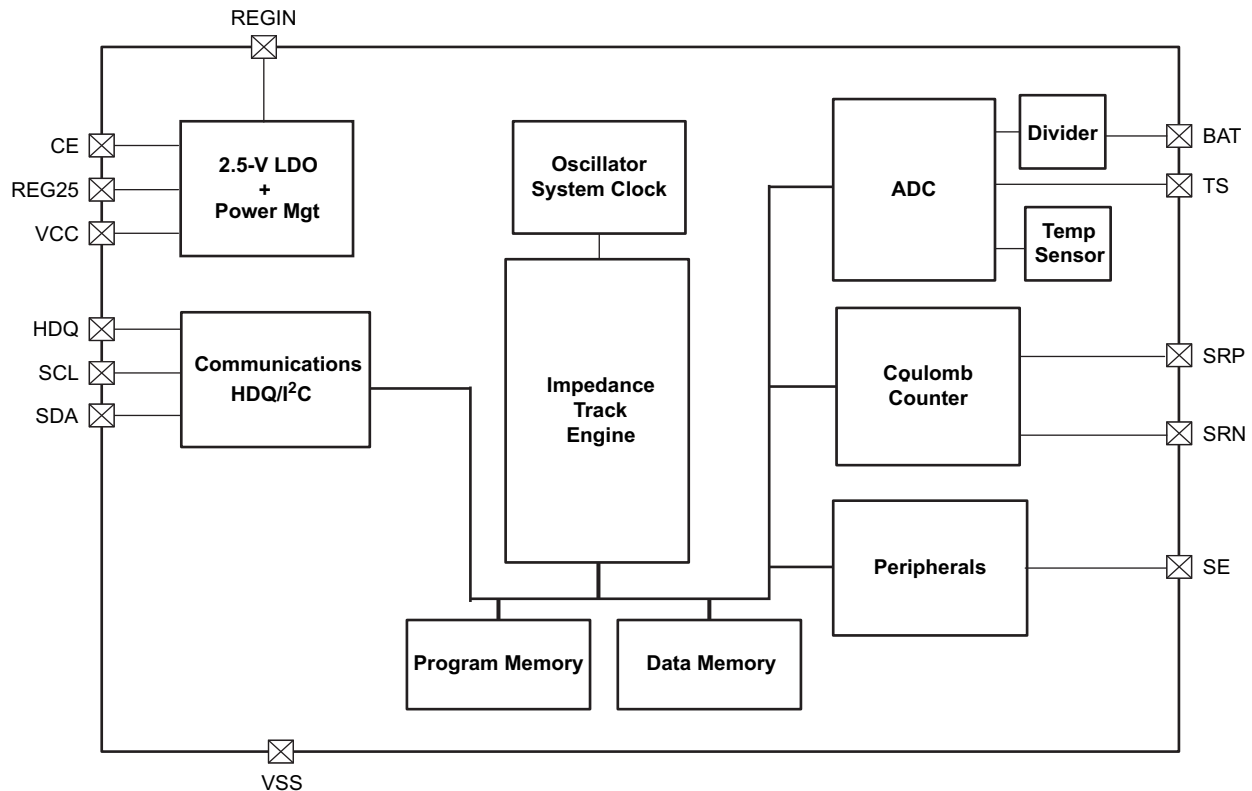 REGIN
CE
REG25
VCC
2.5-V LDO
+
Power Mgt
Oscillator
System Clock
ADC
Divider
BAT
TS
Temp
Sensor
HDQ
SCL
SDA
Communications
HDQ/I²C
Impedance
Track
Engine
Coulomb
Counter
SRP
SRN
Peripherals
SE
Program Memory
Data Memory
VSS